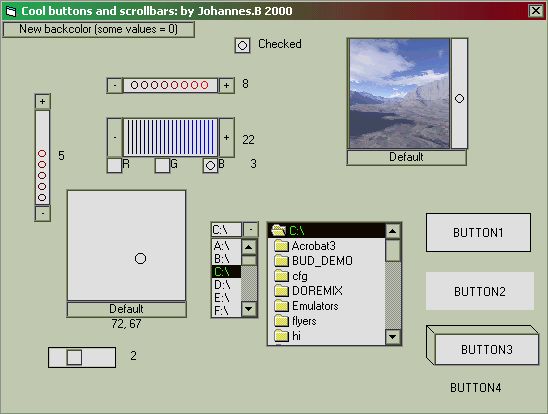 Cool buttons and scrollbars: by Johannes.B 2000
New backcolor (some values = 0)
Checked
-
+
8
+
-
5
-
+
22
R
G
B
3
Default
Default
72, 67
2
C:\
-
A:\
B:\
C:\
D:\
E:\
F:\
C:\
Acrobat3
BUD_DEMO
cfg
DOREMIX
Emulators
flyers
hi
BUTTON1
BUTTON2
BUTTON3
BUTTON4